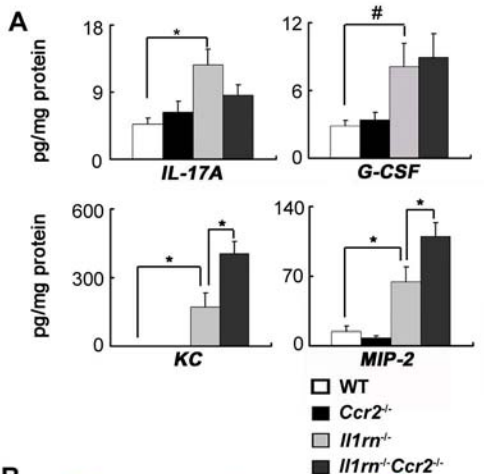 A
pg/mg protein
18
9
0
*
IL-17A
12
6
0
#
G-CSF
pg/mg protein
600
300
0
*
*
KC
140
70
0
*
*
MIP-2
WT
Ccr2-/-
Il1rn-/-
Il1rn-/-Ccr2-/-